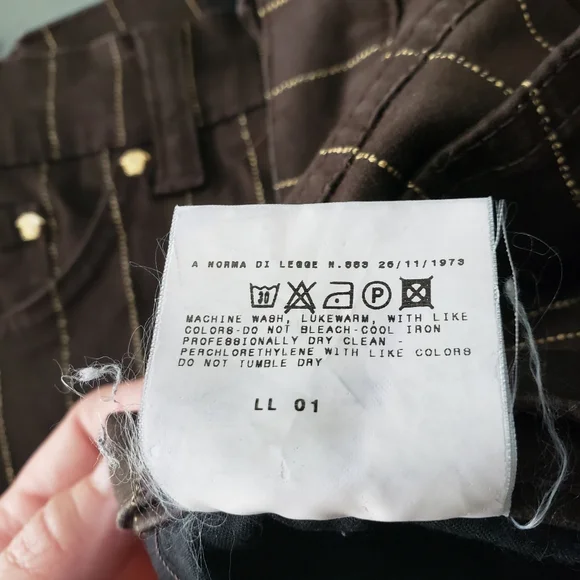 A NORMA DI LEGGE N.883 26/11/1973
30 P
MACHINE WASH, LUKEWARM, WITH LIKE
COLORS-DO NOT BLEACH-COOL IRON
PROFESSIONALLY DRY CLEAN -
PERCHLORETHYLENE WITH LIKE COLORS
DO NOT TUMBLE DRY
LL 01